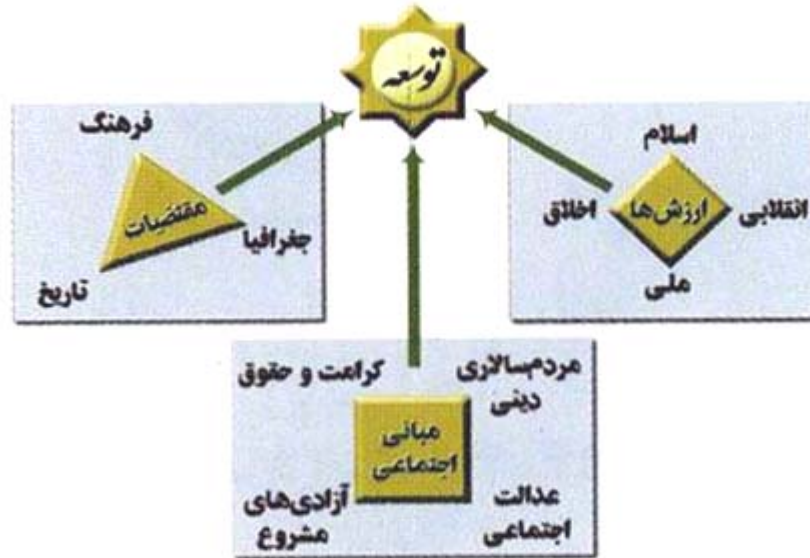 توسعه
اسلام
انقلابی
ارزش‌ها
اخلاق
ملی
فرهنگ
مقتضیات
جغرافیا
تاریخ
مردم‌سالاری
دینی
کرامت و حقوق
مبانی
اجتماعی
عدالت
اجتماعی
آزادی‌های
مشروع